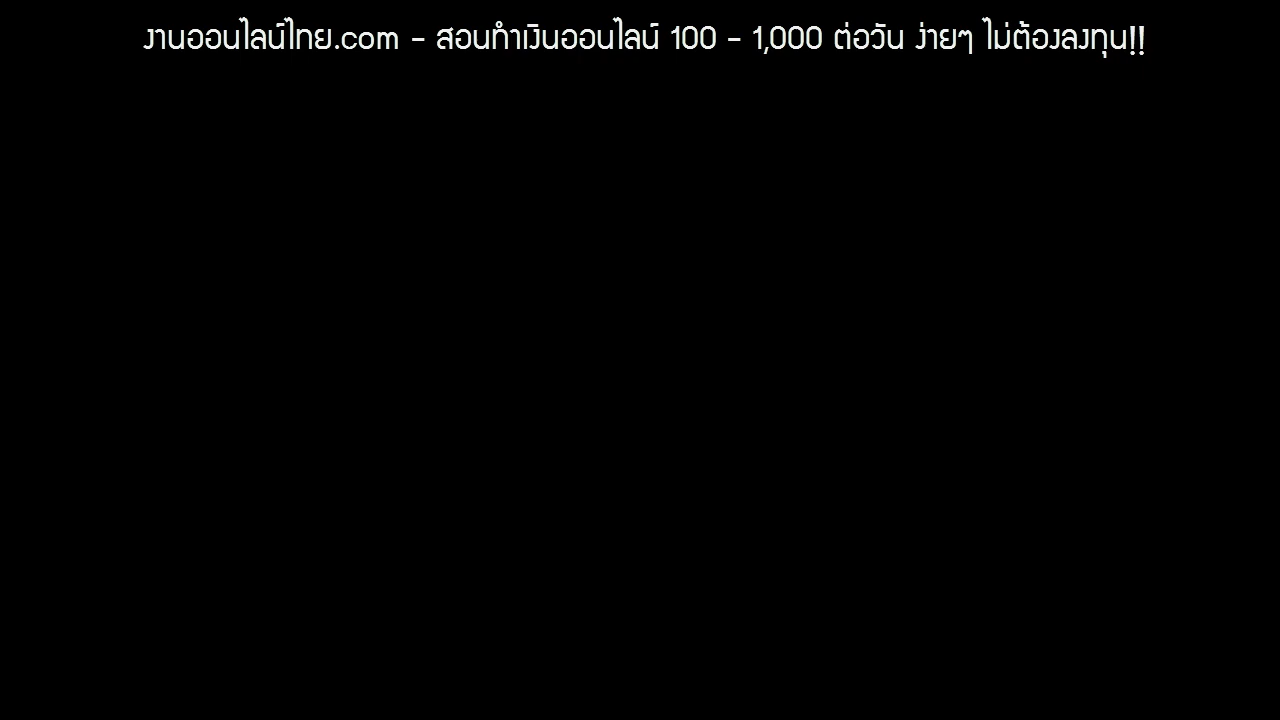 งานออนไลน์ไทย.com - สอนทำเงินออนไลน์ 100 - 1,000 ต่อวัน ง่ายๆ ไม่ต้องลงทุน!!